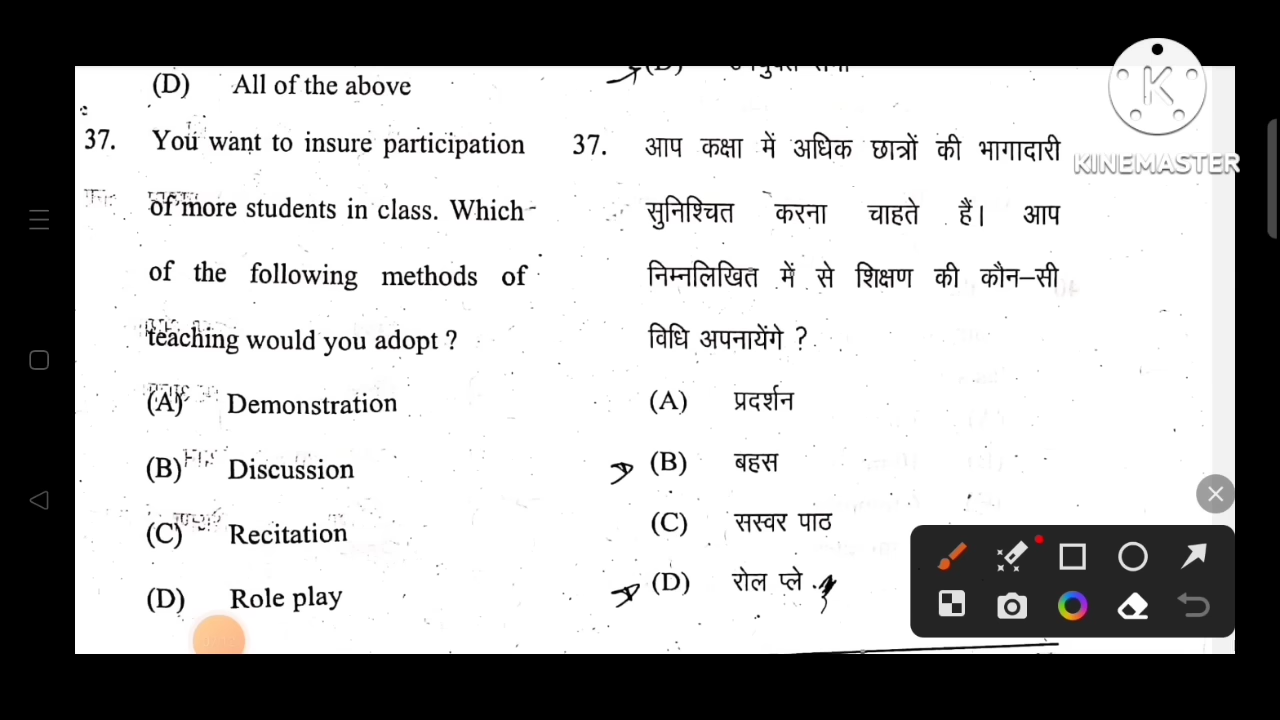 (D) All of the above
37. You want to insure participation
of more students in class. Which
of the following methods of
teaching would you adopt ?
(A) Demonstration
(B) Discussion
(C) Recitation
(D) Role play
37. आप कक्षा में अधिक छात्रों की भागादारी
सुनिश्चित करना चाहते हैं। आप
निम्नलिखित में से शिक्षण की कौन–सी
विधि अपनायेंगे ?
(A) प्रदर्शन
(B) बहस
(C) सस्वर पाठ
(D) रोल प्ले
KINEMASTER